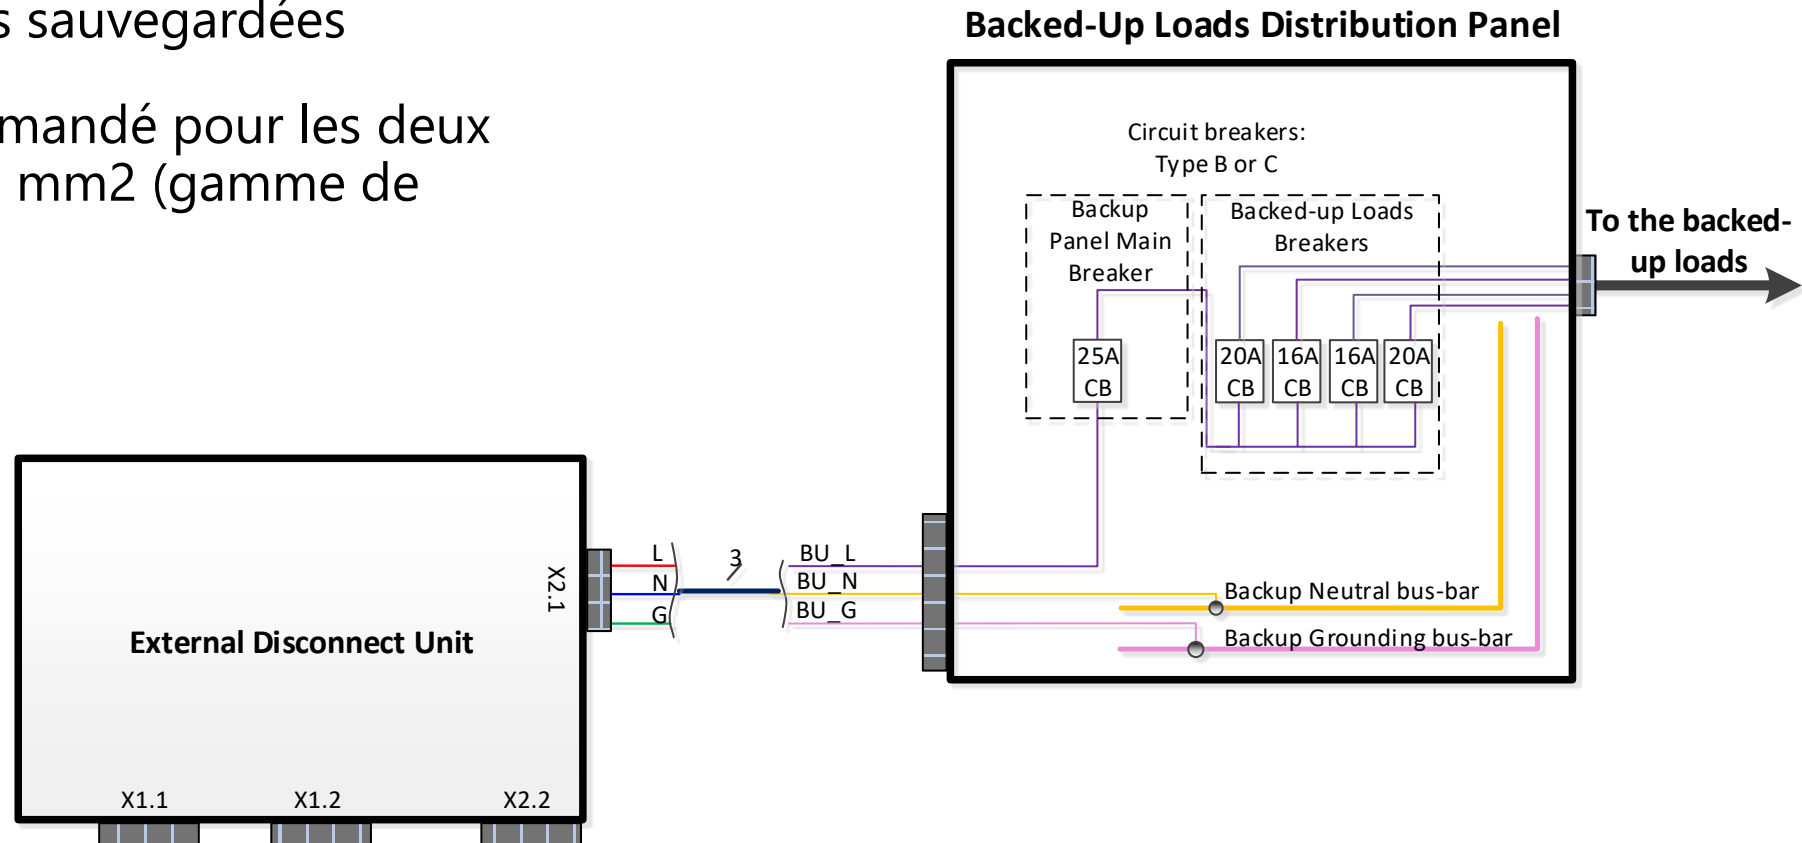 s sauvegardées
mandé pour les deux
mm2 (gamme de
Backed-Up Loads Distribution Panel
Circuit breakers:
Type B or C
Backup
Panel Main
Breaker
Backed-up Loads
Breakers
To the backed-
up loads
25A
CB
20A
CB
16A
CB
16A
CB
20A
CB
External Disconnect Unit
X2.1
L
N
G
3
BU_L
BU_N
BU_G
Backup Neutral bus-bar
Backup Grounding bus-bar
X1.1
X1.2
X2.2